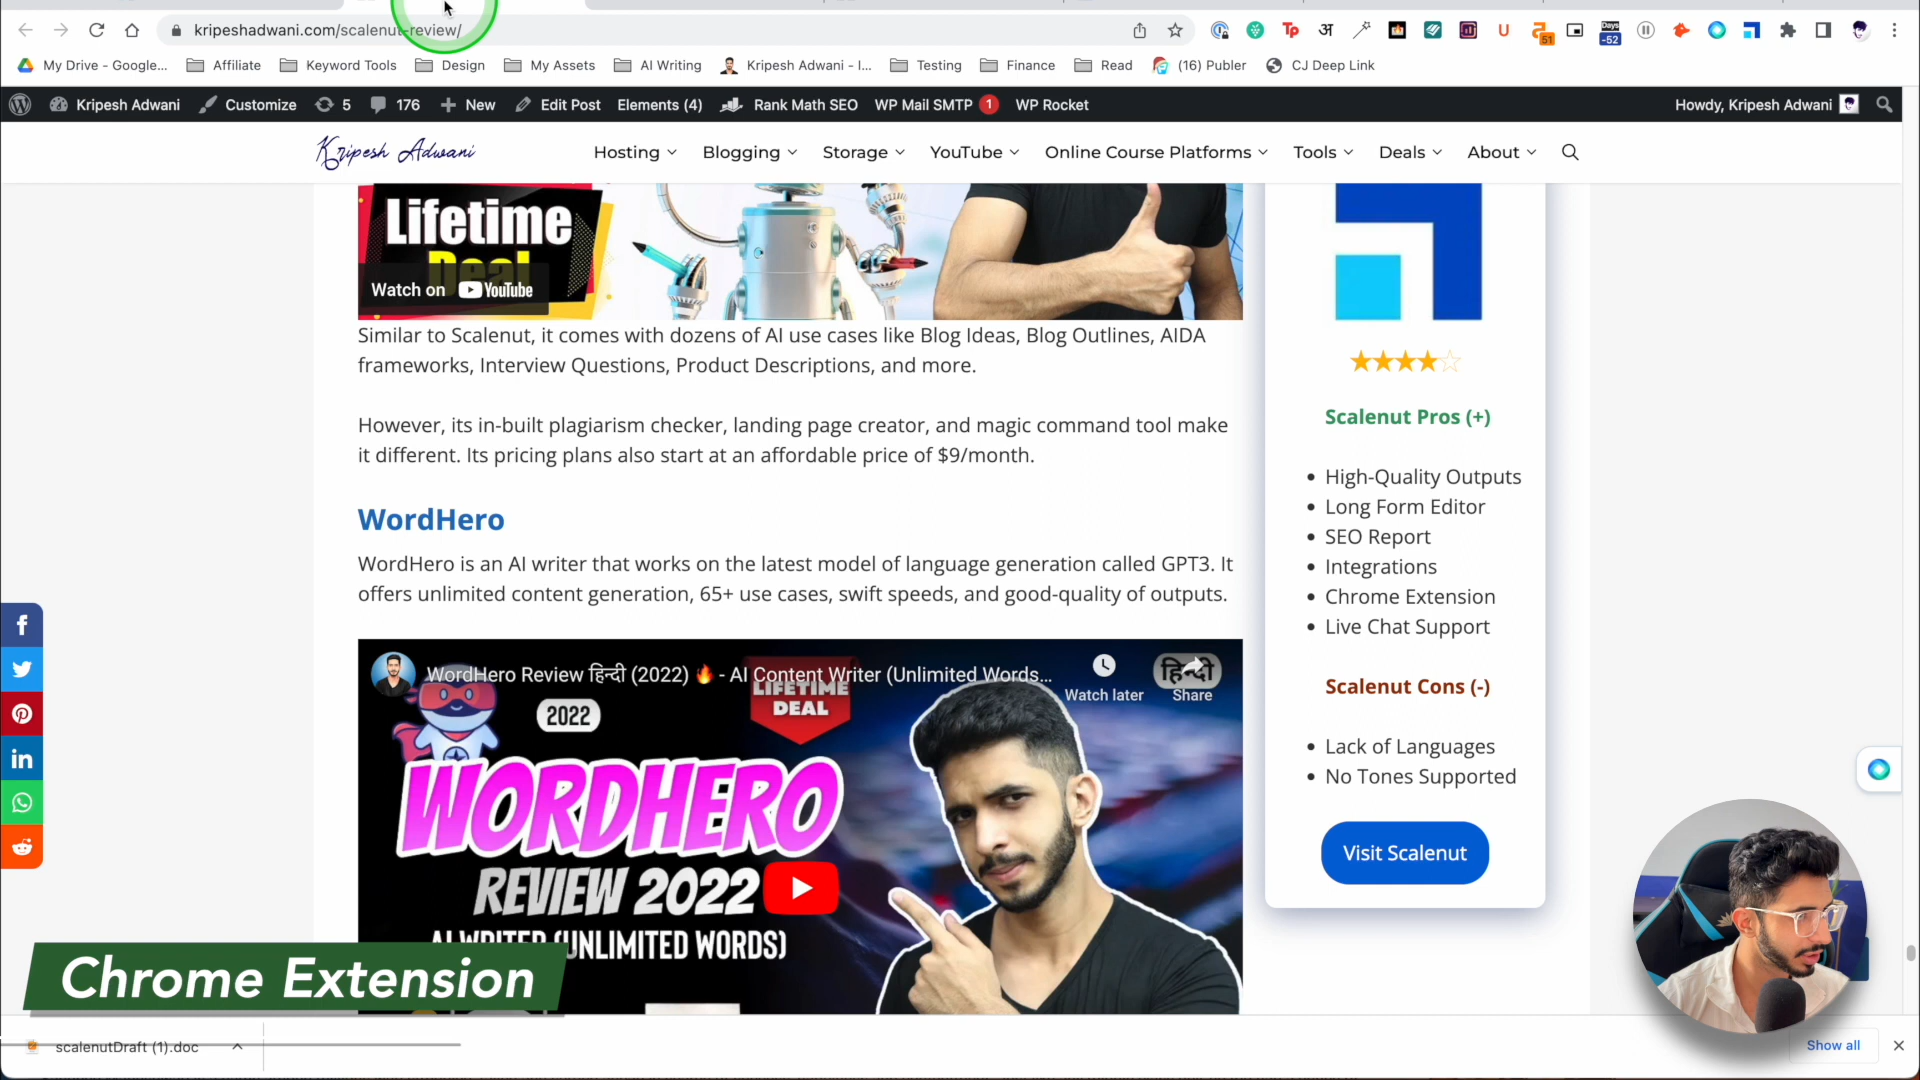 kripeshadwani.com/scalenut-review/
Tp
अ
U
51
Days
-52
My Drive - Google...
Affiliate
Keyword Tools
Design
My Assets
AI Writing
Kripesh Adwani - I...
Testing
Finance
Read
(16) Publer
CJ Deep Link
Kripesh Adwani
Customize
5
176
New
Edit Post
Elements (4)
Rank Math SEO
WP Mail SMTP 1
WP Rocket
Howdy, Kripesh Adwani
Kripesh Adwani
Hosting
Blogging
Storage
YouTube
Online Course Platforms
Tools
Deals
About
Lifetime
Deal
Watch on YouTube
Similar to Scalenut, it comes with dozens of AI use cases like Blog Ideas, Blog Outlines, AIDA
frameworks, Interview Questions, Product Descriptions, and more.
However, its in-built plagiarism checker, landing page creator, and magic command tool make
it different. Its pricing plans also start at an affordable price of $9/month.
WordHero
WordHero is an AI writer that works on the latest model of language generation called GPT3. It
offers unlimited content generation, 65+ use cases, swift speeds, and good-quality of outputs.
WordHero Review हिन्दी (2022) 🔥 - AI Content Writer (Unlimited Words...
Watch later
Share
हिन्दी
2022
LIFETIME
DEAL
WORDHERO
REVIEW 2022
AI WRITER (UNLIMITED WORDS)
Scalenut Pros (+)
High-Quality Outputs
Long Form Editor
SEO Report
Integrations
Chrome Extension
Live Chat Support
Scalenut Cons (-)
Lack of Languages
No Tones Supported
Visit Scalenut
Chrome Extension
scalenutDraft (1).doc
Show all